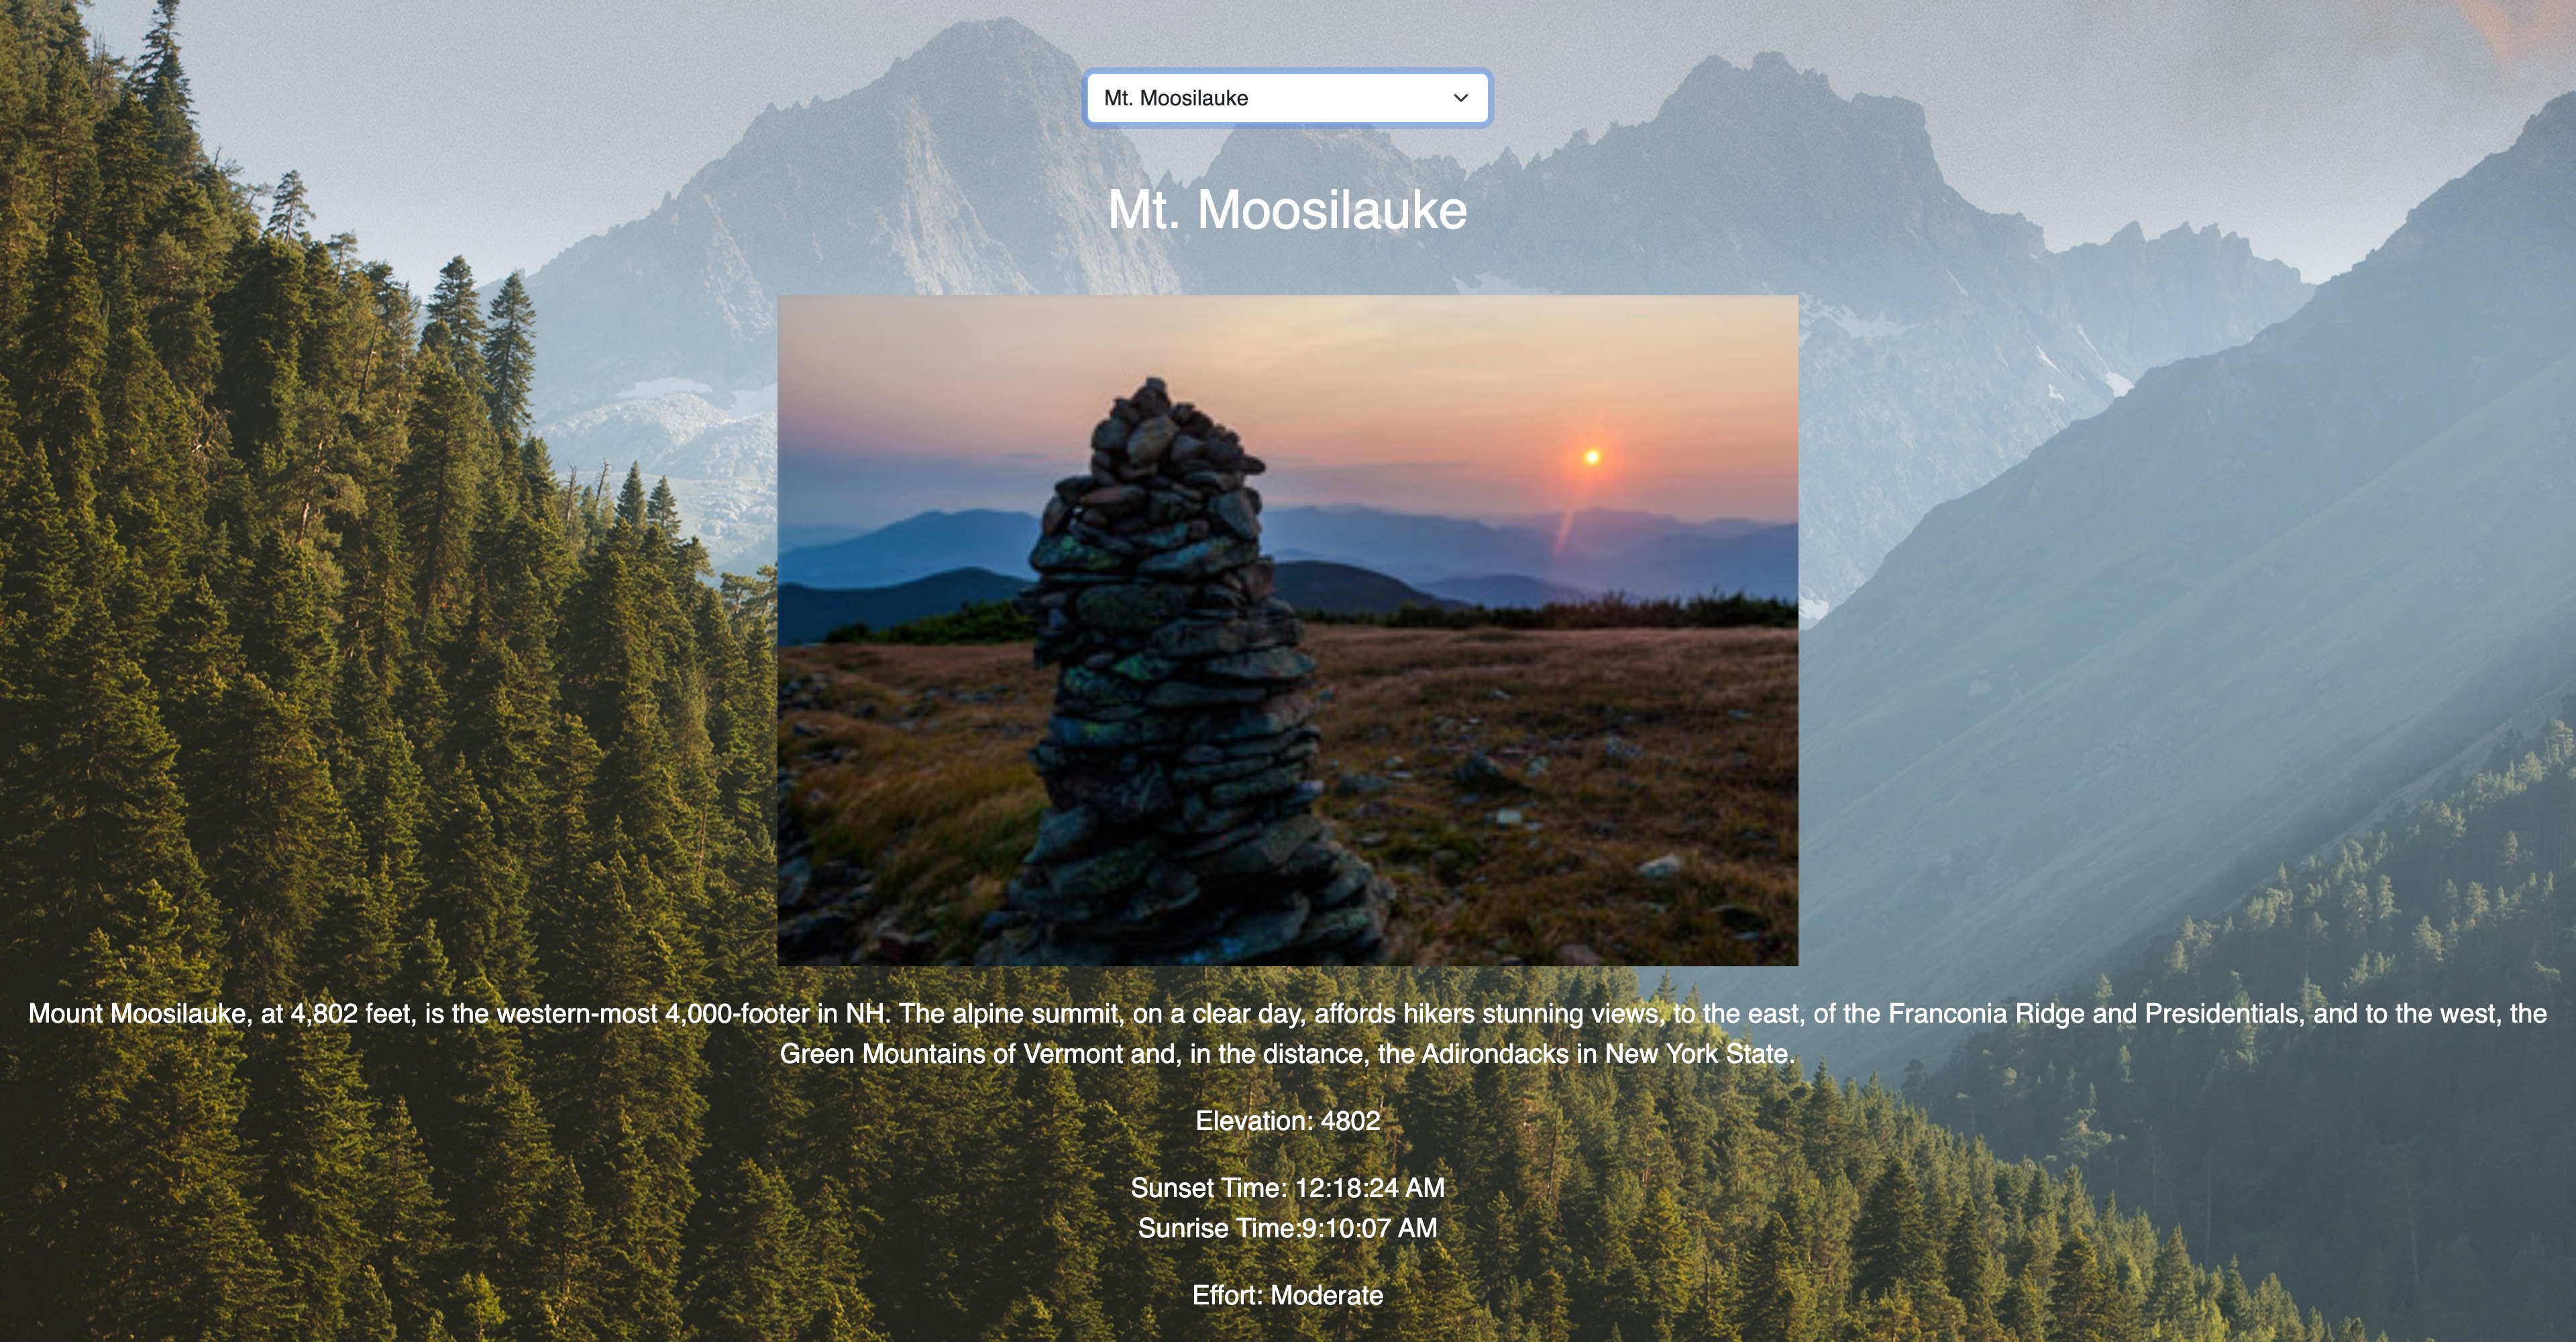 Mt. Moosilauke
Mt. Moosilauke
Mount Moosilauke, at 4,802 feet, is the western-most 4,000-footer in NH. The alpine summit, on a clear day, affords hikers stunning views, to the east, of the Franconia Ridge and Presidentials, and to the west, the
Green Mountains of Vermont and, in the distance, the Adirondacks in New York State.
Elevation: 4802
Sunset Time: 12:18:24 AM
Sunrise Time:9:10:07 AM
Effort: Moderate